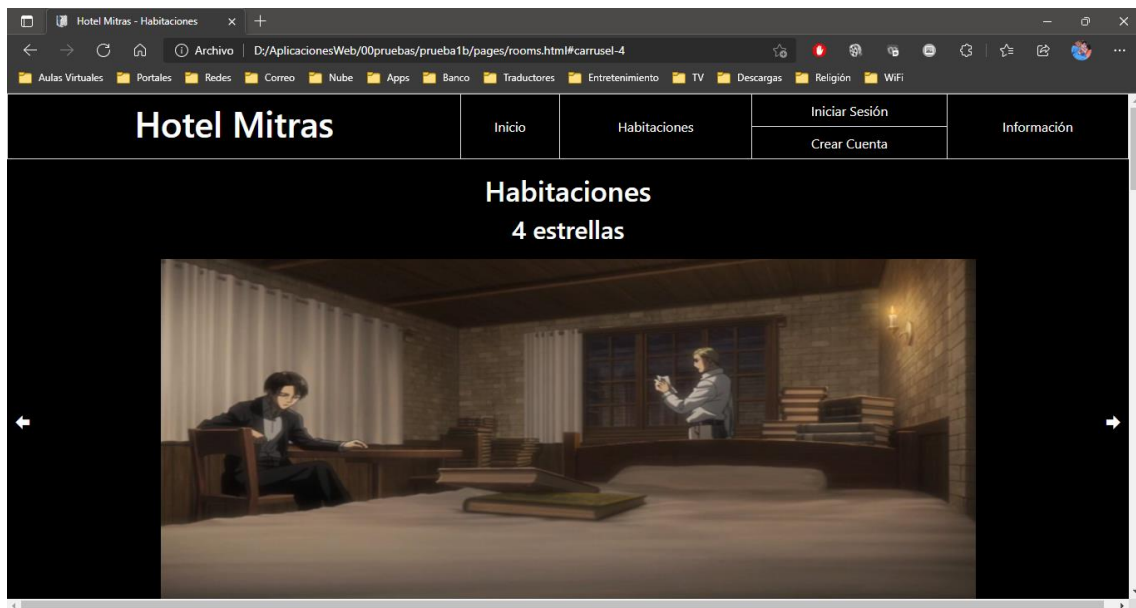 Hotel Mitras - Habitaciones
Archivo D:/AplicacionesWeb/00pruebas/prueba1b/pages/rooms.html#carrusel-4
Aulas Virtuales Portales Redes Correo Nube Apps Banco Traductores Entretenimiento TV Descargas Religión WiFi
Hotel Mitras
Inicio
Habitaciones
Iniciar Sesión
Crear Cuenta
Información
Habitaciones
4 estrellas